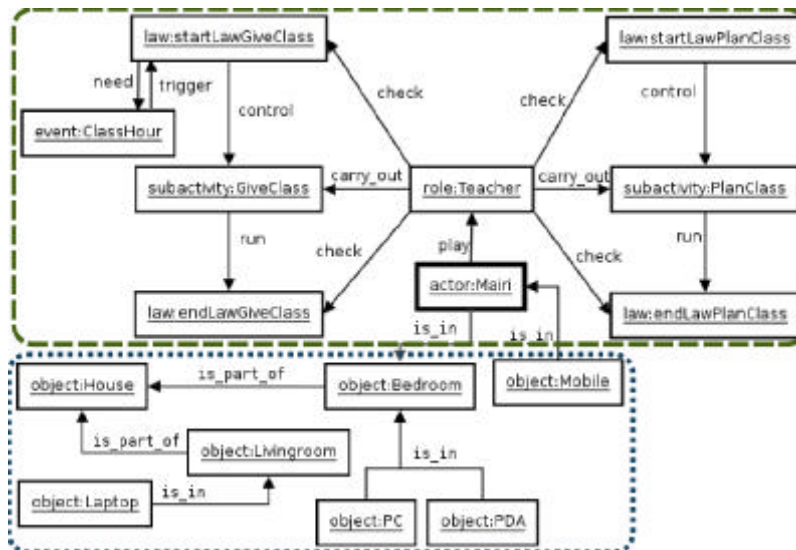 law:startLawGiveClass
law:startLawPlanClass
need
trigger
check
check
control
control
event:ClassHour
subactivity:GiveClass
carry_out
role:Teacher
carry_out
subactivity:PlanClass
run
check
play
check
run
law:endLawGiveClass
actor:Mairi
law:endLawPlanClass
is_in
is_in
object:House
is_part_of
object:Bedroom
object:Mobile
is_part_of
object:Livingroom
is_in
object:Laptop
is_in
object:PC
object:PDA